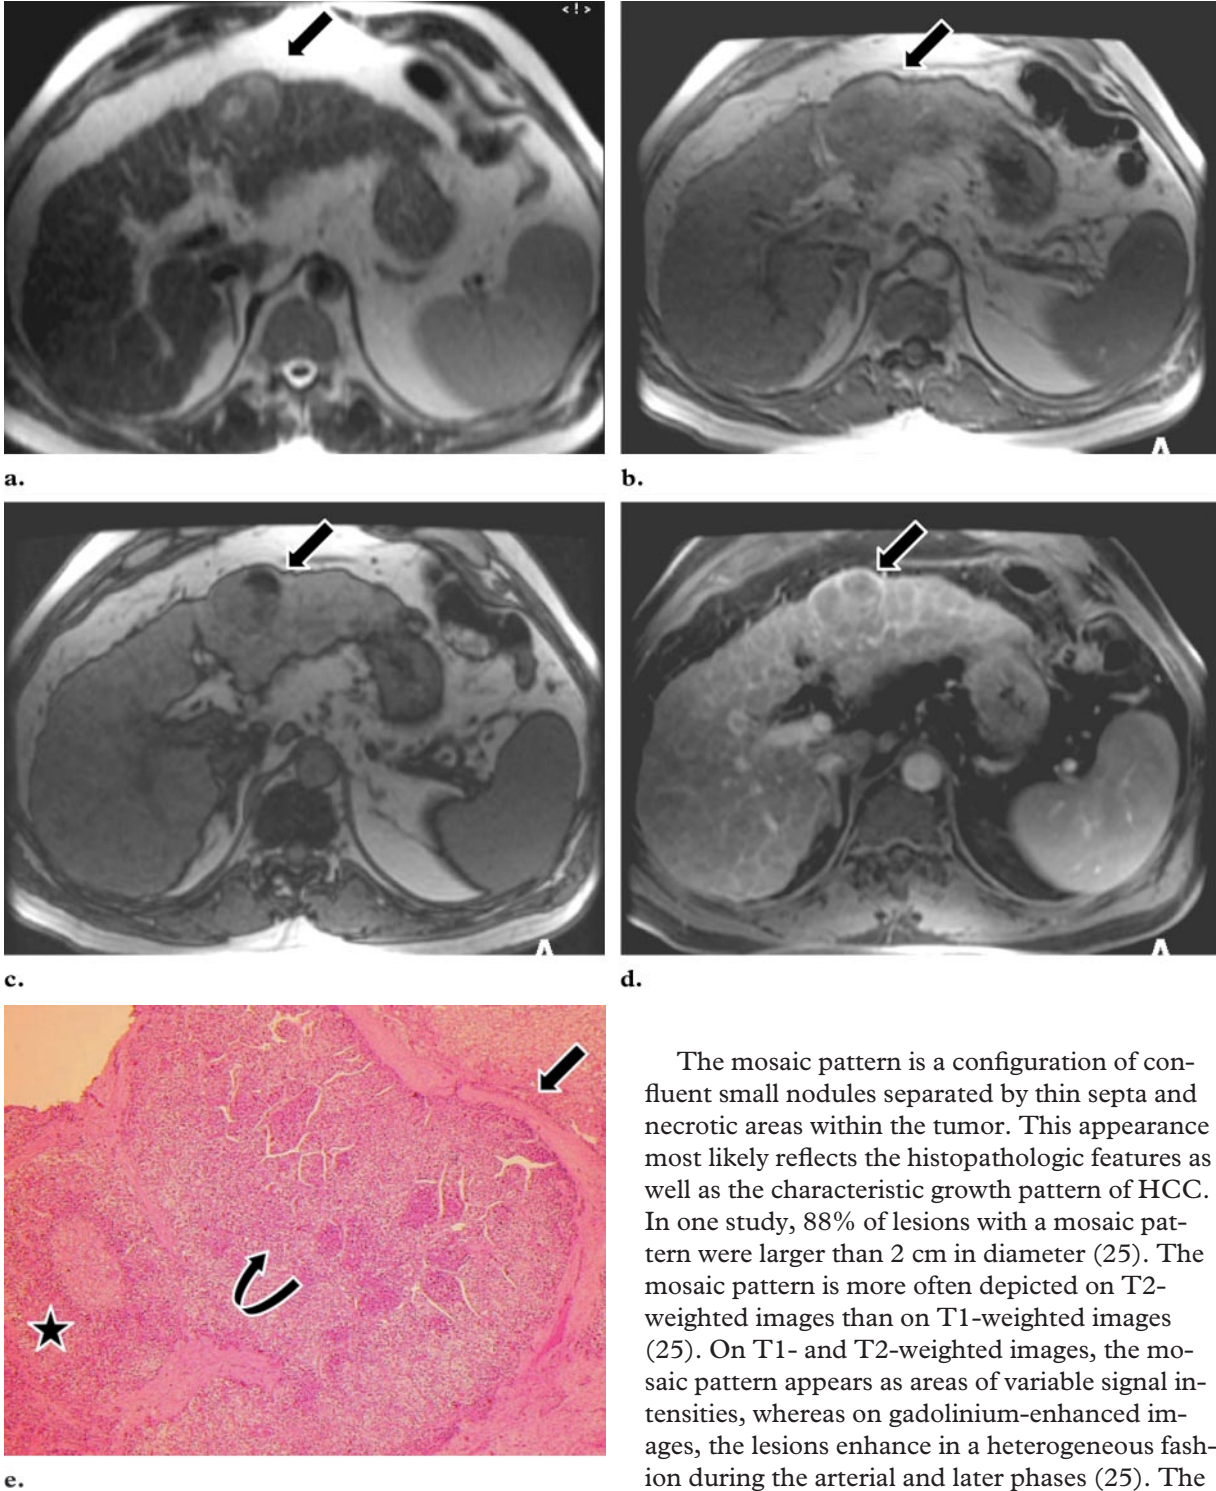 <!>
a.
b.
c.
d.
The mosaic pattern is a configuration of con-
fluent small nodules separated by thin septa and
necrotic areas within the tumor. This appearance
most likely reflects the histopathologic features as
well as the characteristic growth pattern of HCC.
In one study, 88% of lesions with a mosaic pat-
tern were larger than 2 cm in diameter (25). The
mosaic pattern is more often depicted on T2-
weighted images than on T1-weighted images
(25). On T1- and T2-weighted images, the mo-
saic pattern appears as areas of variable signal in-
tensities, whereas on gadolinium-enhanced im-
ages, the lesions enhance in a heterogeneous fash-
ion during the arterial and later phases (25). The
e.